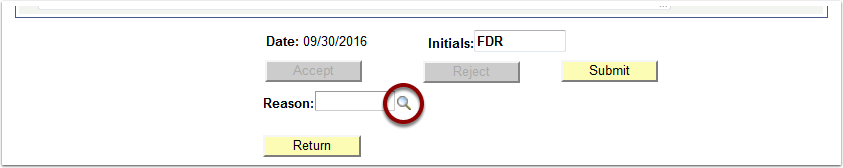 Date: 09/30/2016 Initials: FDR
Accept Reject Submit
Reason:
Return